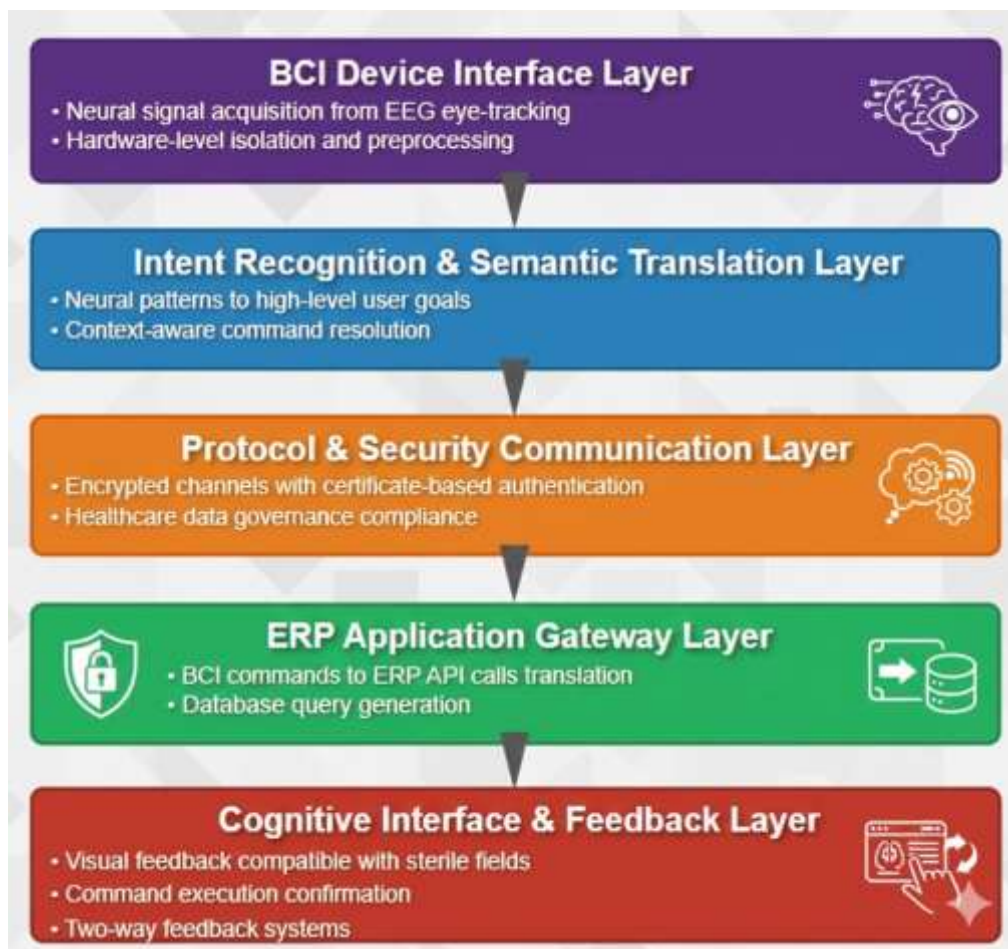 BCI Device Interface Layer
• Neural signal acquisition from EEG eye-tracking
• Hardware-level isolation and preprocessing
Intent Recognition & Semantic Translation Layer
• Neural patterns to high-level user goals
• Context-aware command resolution
Protocol & Security Communication Layer
• Encrypted channels with certificate-based authentication
• Healthcare data governance compliance
ERP Application Gateway Layer
• BCI commands to ERP API calls translation
• Database query generation
Cognitive Interface & Feedback Layer
• Visual feedback compatible with sterile fields
• Command execution confirmation
• Two-way feedback systems